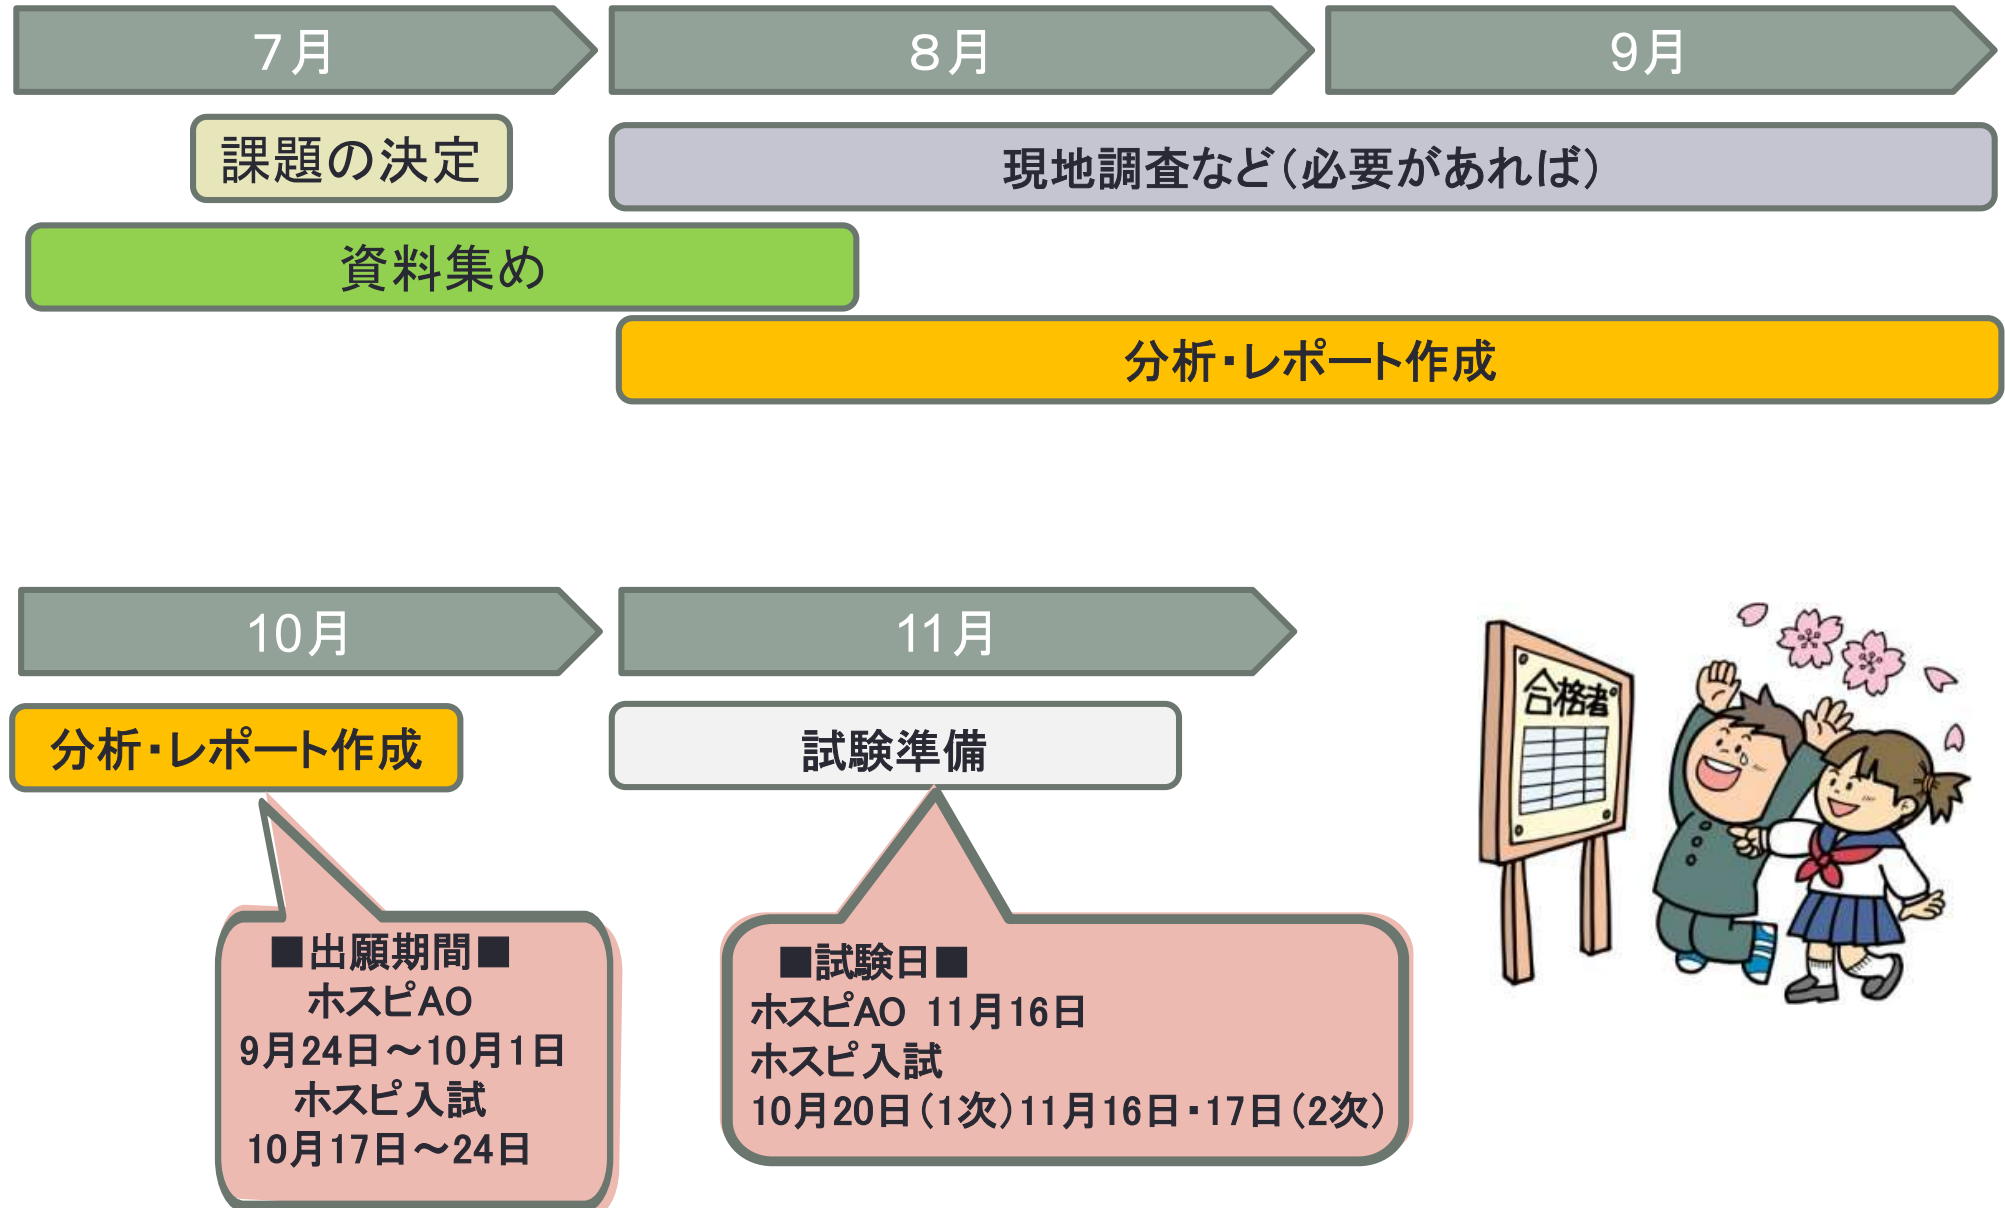 7月
8月
9月
課題の決定
現地調査など(必要があれば)
資料集め
分析・レポート作成
10月
11月
分析・レポート作成
試験準備
■出願期間■
ホスピAO
9月24日～10月1日
ホスピ入試
10月17日～24日
■試験日■
ホスピAO 11月16日
ホスピ入試
10月20日(1次)11月16日・17日(2次)
合格者